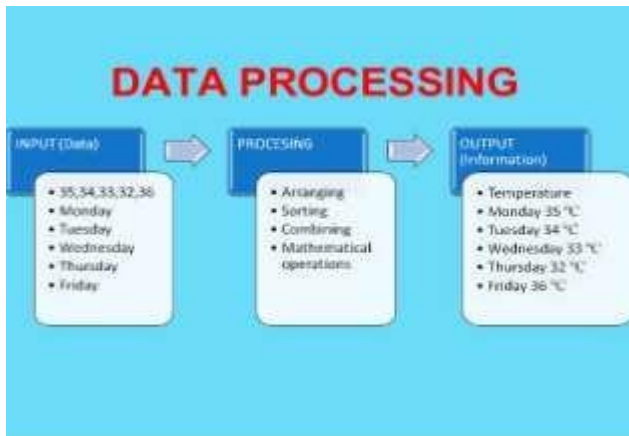 DATA PROCESSING
INPUT (Data)
• 35,34,33,32,36
• Monday
• Tuesday
• Wednesday
• Thursday
• Friday
PROCESING
• Arranging
• Sorting
• Combining
• Mathematical
operations
OUTPUT
(Information)
• Temperature
• Monday 35 °C
• Tuesday 34 °C
• Wednesday 33 °C
• Thursday 32 °C
• Friday 36 °C